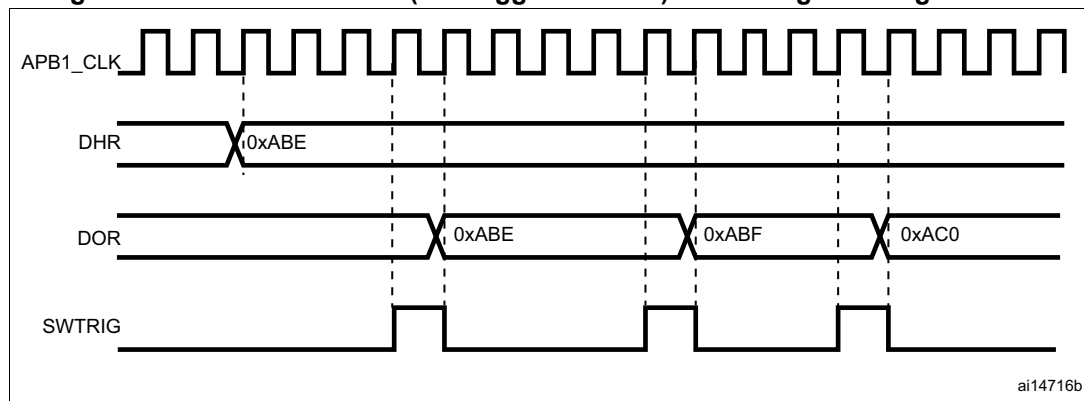 APB1_CLK
DHR
0xABE
DOR
0xABE
0xABF
0xAC0
SWTRIG
ai14716b